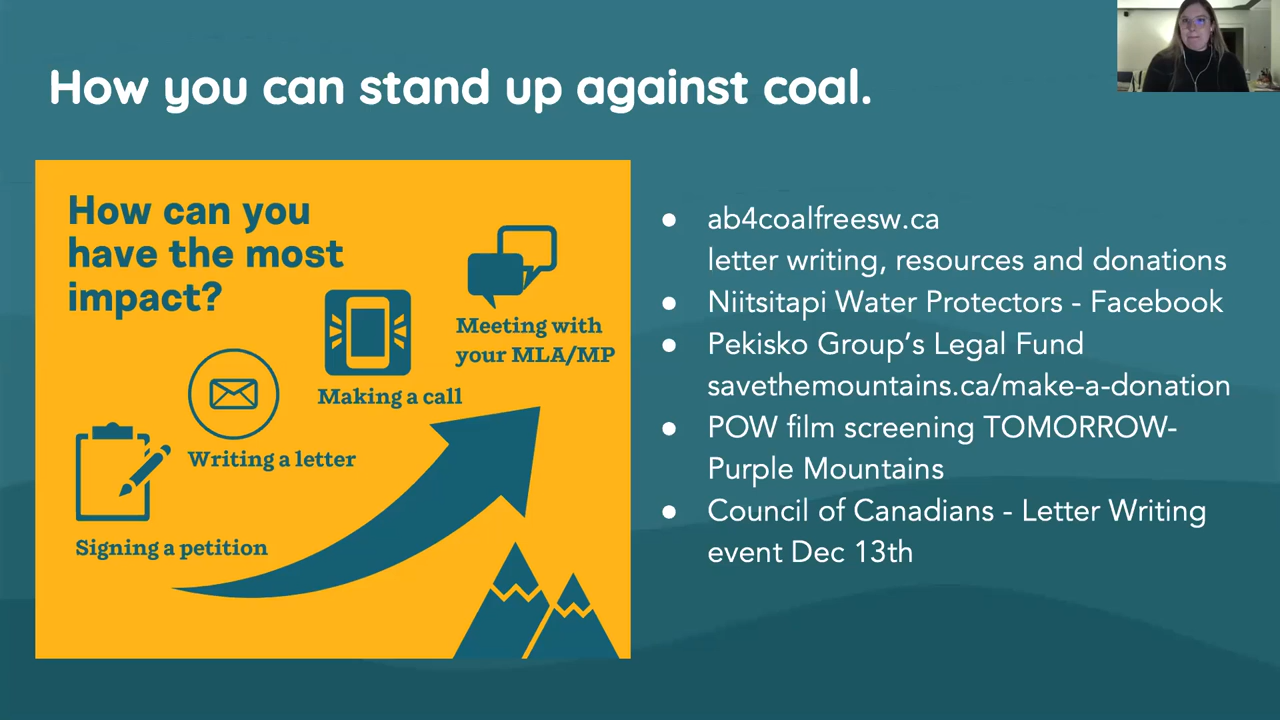 How you can stand up against coal.
How can you
have the most
impact?
Meeting with
your MLA/MP
Making a call
Writing a letter
Signing a petition
● ab4coalfreesw.ca
letter writing, resources and donations
● Niitsitapi Water Protectors - Facebook
● Pekisko Group’s Legal Fund
savethemountains.ca/make-a-donation
● POW film screening TOMORROW-
Purple Mountains
● Council of Canadians - Letter Writing
event Dec 13th